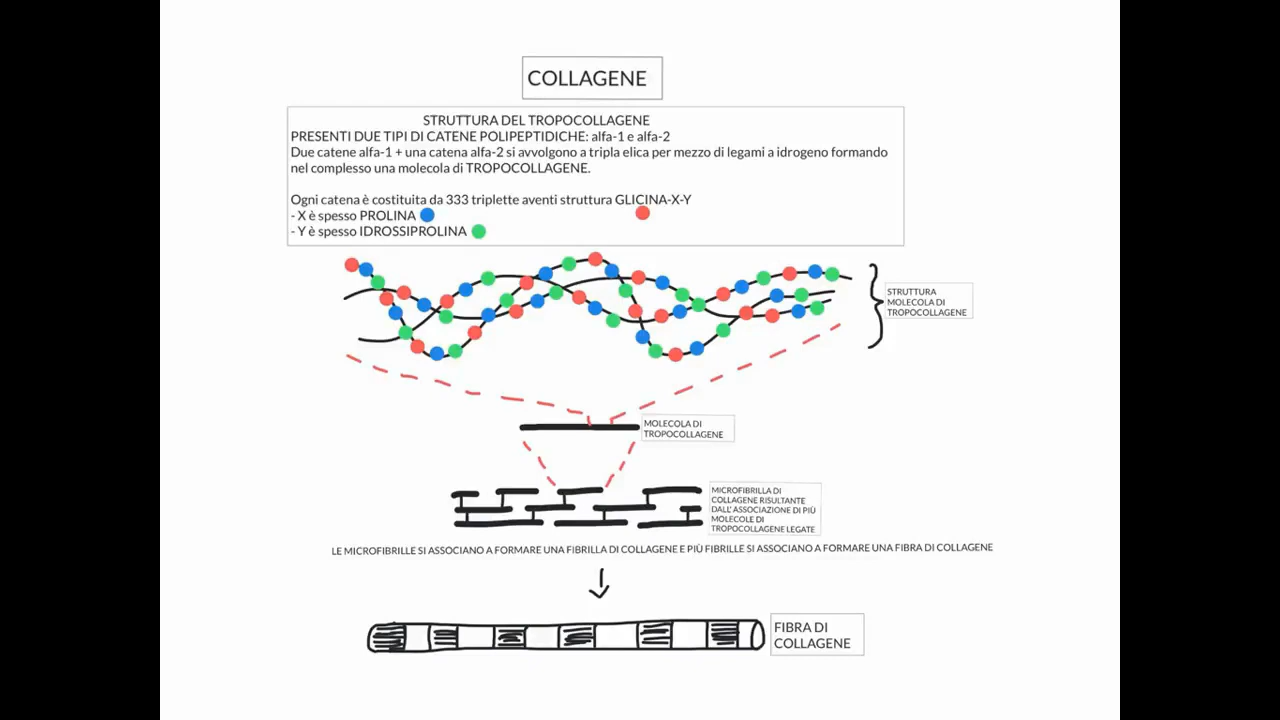 COLLAGENE
STRUTTURA DEL TROPOCOLLAGENE
PRESENTI DUE TIPI DI CATENE POLIPEPTIDICHE: alfa-1 e alfa-2
Due catene alfa-1 + una catena alfa-2 si avvolgono a tripla elica per mezzo di legami a idrogeno formando
nel complesso una molecola di TROPOCOLLAGENE.
Ogni catena è costituita da 333 triplette aventi struttura GLICINA-X-Y
- X è spesso PROLINA
- Y è spesso IDROSSIPROLINA
STRUTTURA
MOLECOLA DI
TROPOCOLLAGENE
MOLECOLA DI
TROPOCOLLAGENE
MICROFIBRILLA DI
COLLAGENE RISULTANTE
DALL' ASSOCIAZIONE DI PIÙ
MOLECOLE DI
TROPOCOLLAGENE LEGATE
LE MICROFIBRILLE SI ASSOCIANO A FORMARE UNA FIBRILLA DI COLLAGENE E PIÙ FIBRILLE SI ASSOCIANO A FORMARE UNA FIBRA DI COLLAGENE
FIBRA DI
COLLAGENE